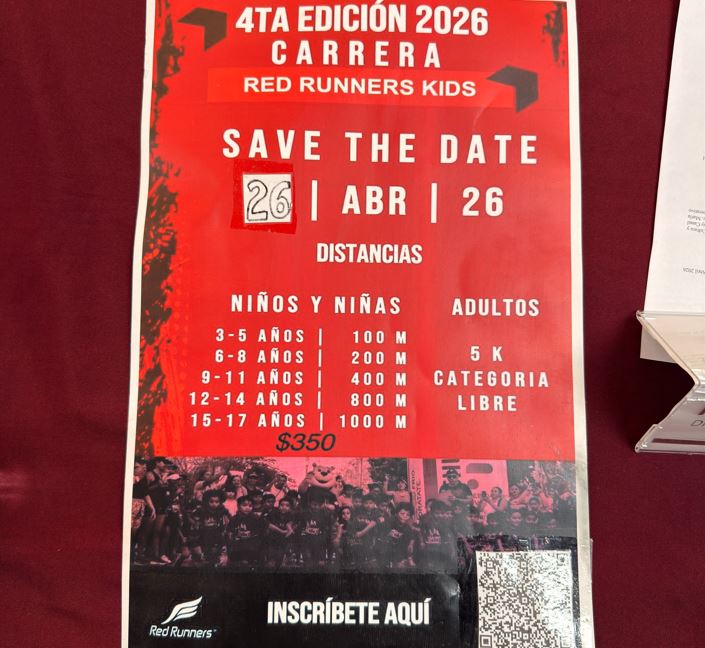 4TA EDICIÓN 2026
CARRERA
RED RUNNERS KIDS
SAVE THE DATE
26 | ABR | 26
DISTANCIAS
NIÑOS Y NIÑAS
3-5 AÑOS | 100 M
6-8 AÑOS | 200 M
9-11 AÑOS | 400 M
12-14 AÑOS | 800 M
15-17 AÑOS | 1000 M
$350
ADULTOS
5 K
CATEGORIA
LIBRE
Red Runners
INSCRÍBETE AQUÍ